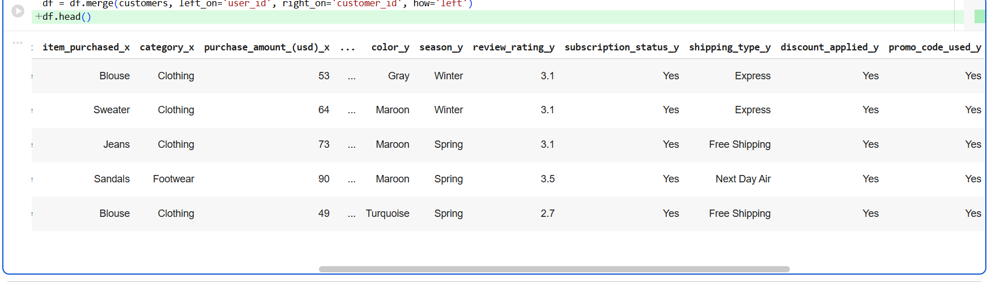 df = df.merge(customers, left_on='user_id', right_on='customer_id', how='left')
+df.head()
item_purchased_x category_x purchase_amount_(usd)_x ... color_y season_y review_rating_y subscription_status_y shipping_type_y discount_applied_y promo_code_used_y
Blouse Clothing 53 ... Gray Winter 3.1 Yes Express Yes Yes
Sweater Clothing 64 ... Maroon Winter 3.1 Yes Express Yes Yes
Jeans Clothing 73 ... Maroon Spring 3.1 Yes Free Shipping Yes Yes
Sandals Footwear 90 ... Maroon Spring 3.5 Yes Next Day Air Yes Yes
Blouse Clothing 49 ... Turquoise Spring 2.7 Yes Free Shipping Yes Yes